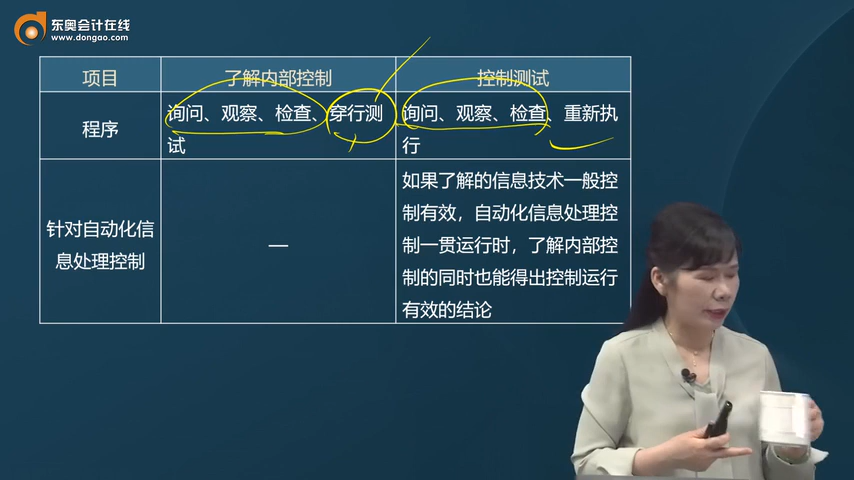 东奥会计在线
www.dongao.com
项目
了解内部控制
控制测试
程序
询问、观察、检查、穿行测
试
询问、观察、检查、重新执
行
针对自动化信
息处理控制
—
如果了解的信息技术一般控
制有效，自动化信息处理控
制一贯运行时，了解内部控
制的同时也能得出控制运行
有效的结论